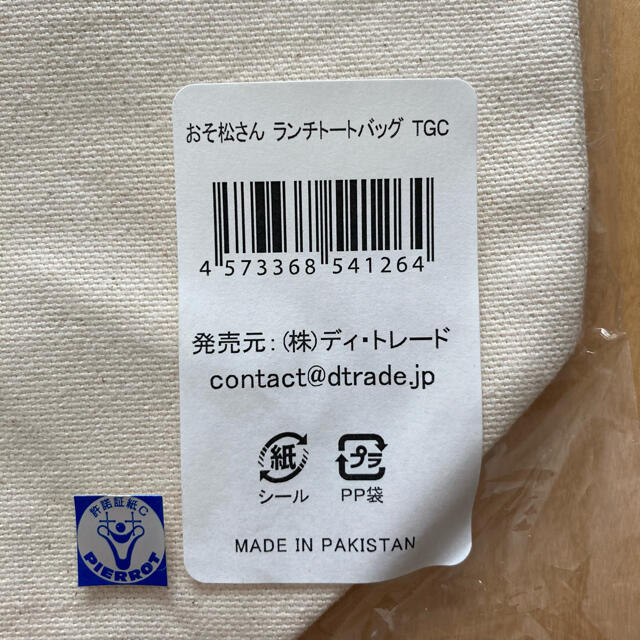 おそ松さん ランチトートバッグ TGC
4 573368 541264
発売元:(株)ディ・トレード
contact@dtrade.jp
紙 プラ
シール PP袋
MADE IN PAKISTAN
許諾証紙C
PIERROT